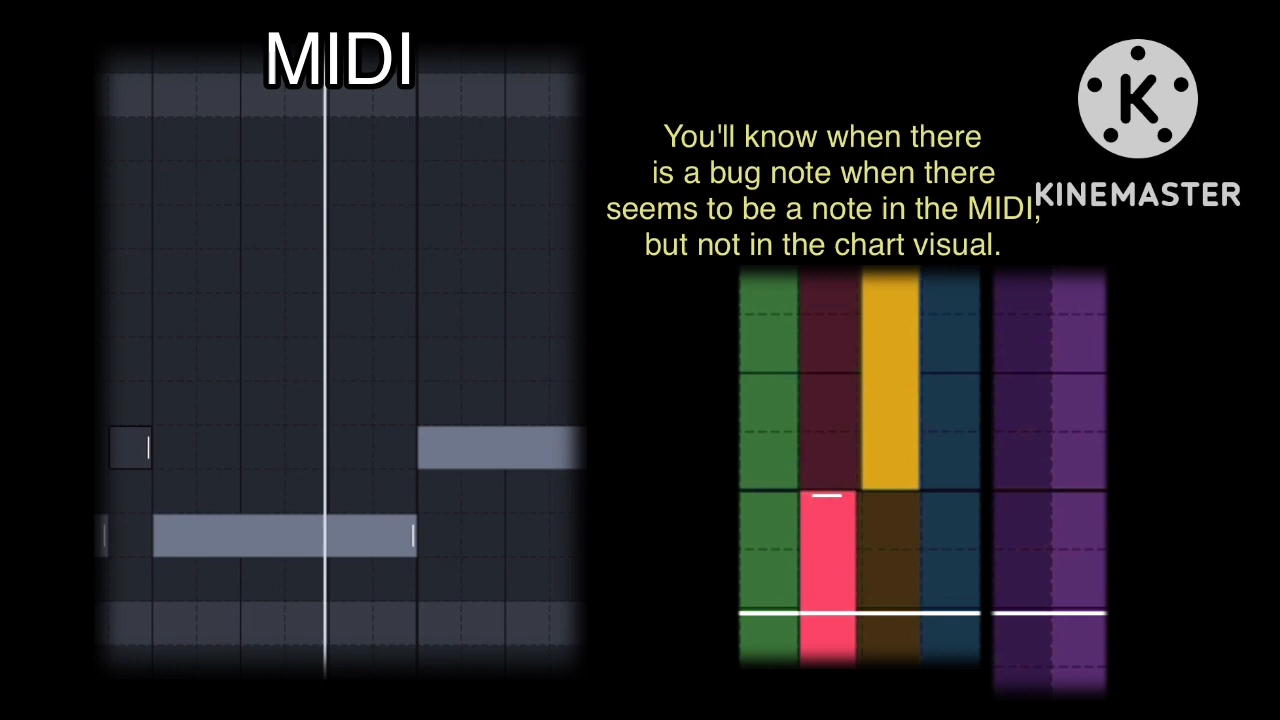 MIDI
You'll know when there
is a bug note when there
seems to be a note in the MIDI,
but not in the chart visual.
K
KINEMASTER